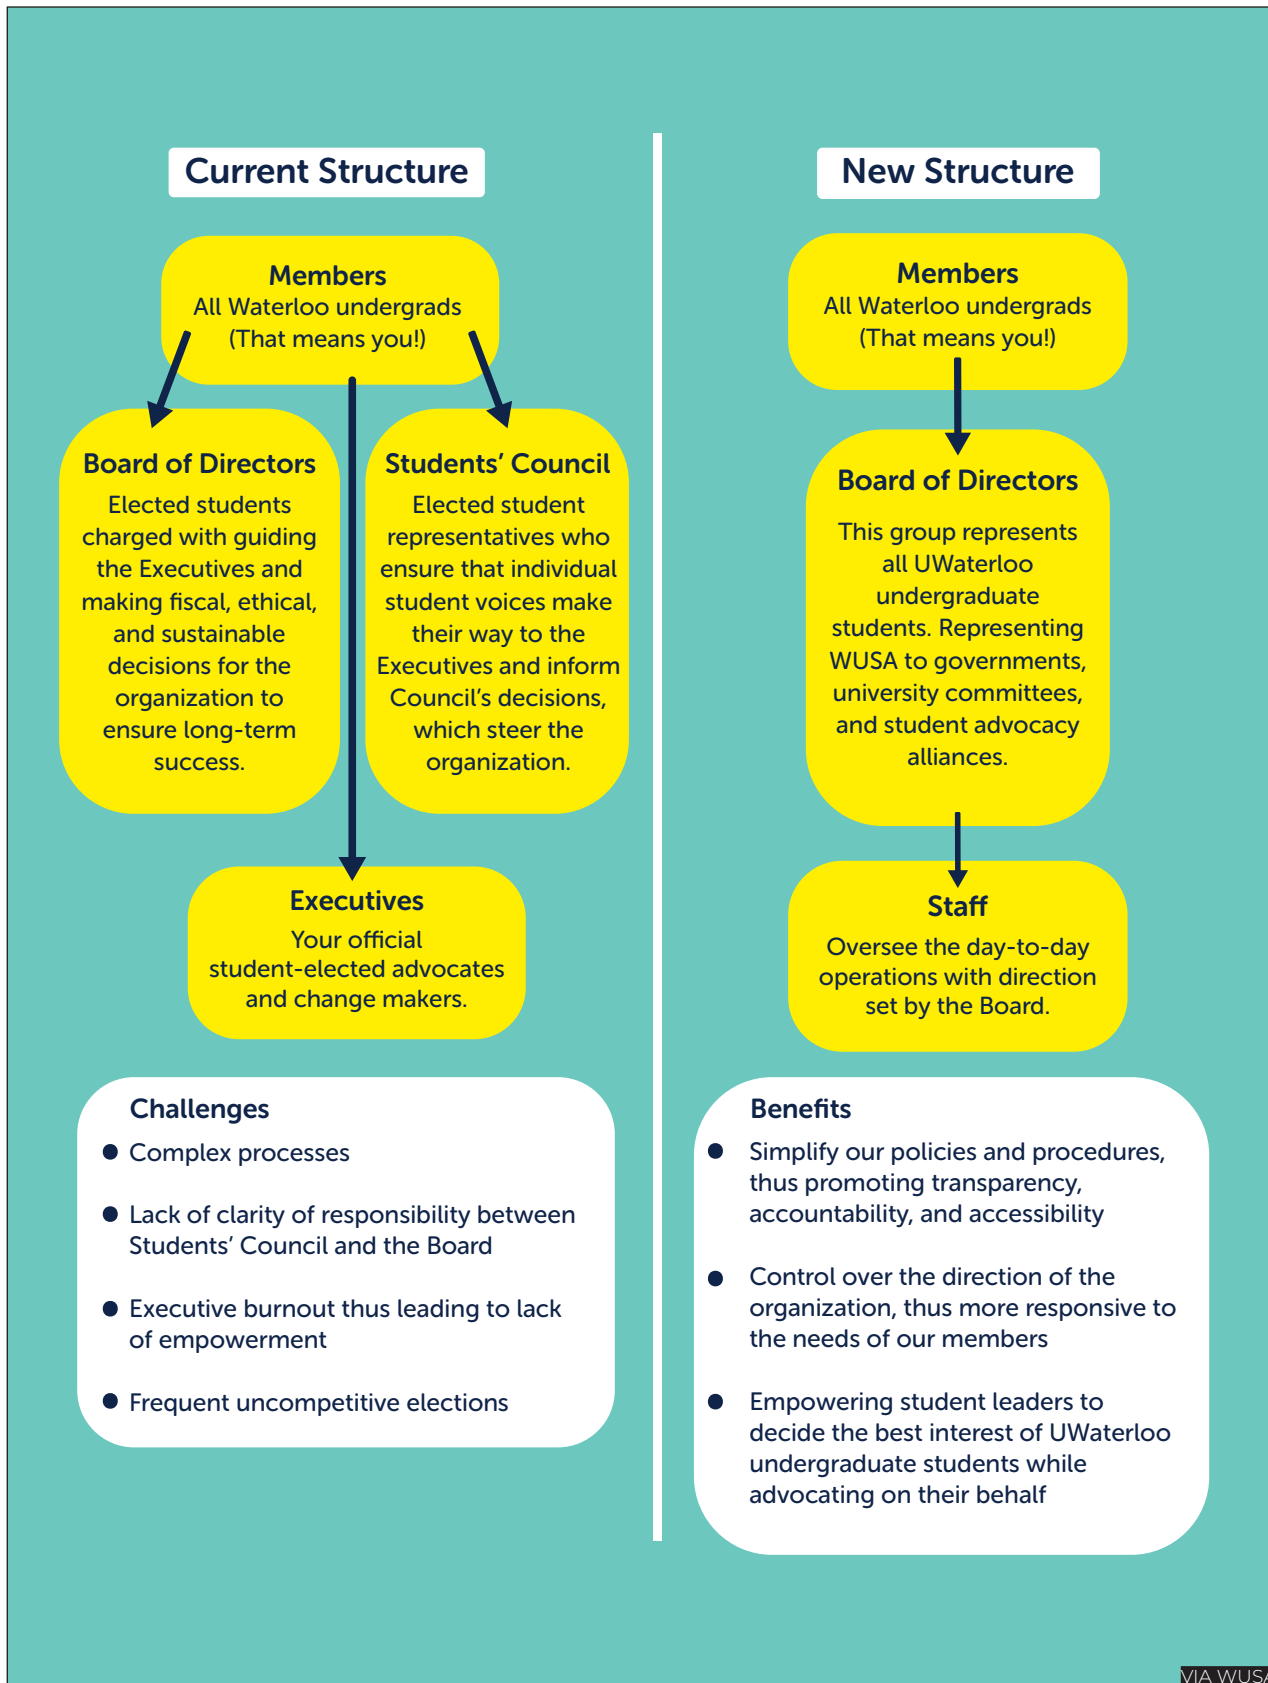 Current Structure
Members
All Waterloo undergrads
(That means you!)
Board of Directors
Elected students
charged with guiding
the Executives and
making fiscal, ethical,
and sustainable
decisions for the
organization to
ensure long-term
success.
Students’ Council
Elected student
representatives who
ensure that individual
student voices make
their way to the
Executives and inform
Council’s decisions,
which steer the
organization.
Executives
Your official
student-elected advocates
and change makers.
Challenges
● Complex processes
● Lack of clarity of responsibility between
Students’ Council and the Board
● Executive burnout thus leading to lack
of empowerment
● Frequent uncompetitive elections
New Structure
Members
All Waterloo undergrads
(That means you!)
Board of Directors
This group represents
all UWaterloo
undergraduate
students. Representing
WUSA to governments,
university committees,
and student advocacy
alliances.
Staff
Oversee the day-to-day
operations with direction
set by the Board.
Benefits
● Simplify our policies and procedures,
thus promoting transparency,
accountability, and accessibility
● Control over the direction of the
organization, thus more responsive to
the needs of our members
● Empowering student leaders to
decide the best interest of UWaterloo
undergraduate students while
advocating on their behalf
VIA WUSA